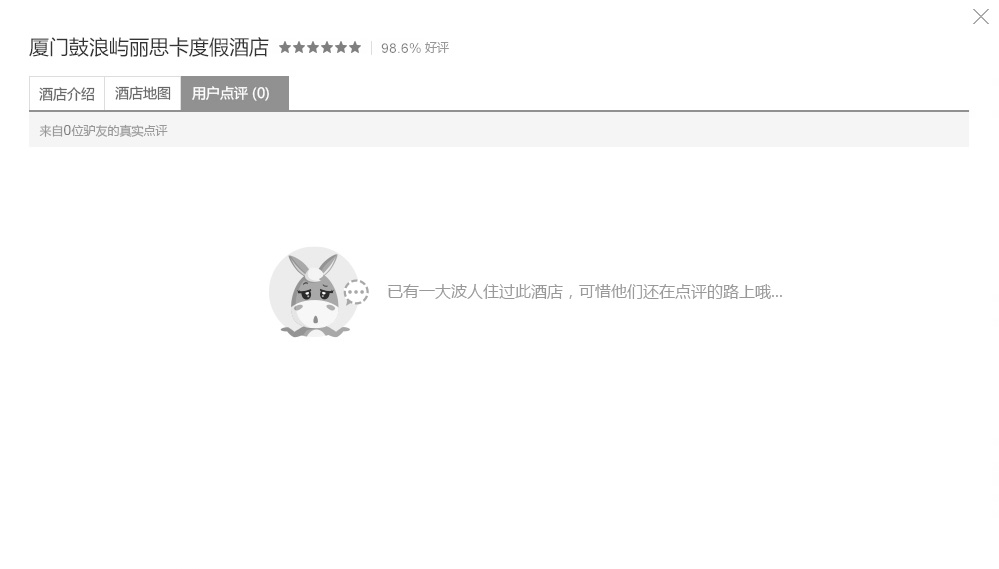 厦门鼓浪屿丽思卡度假酒店 98.6% 好评
酒店介绍 酒店地图 用户点评 (0)
来自0位驴友的真实点评
已有一大波人住过此酒店，可惜他们还在点评的路上哦...